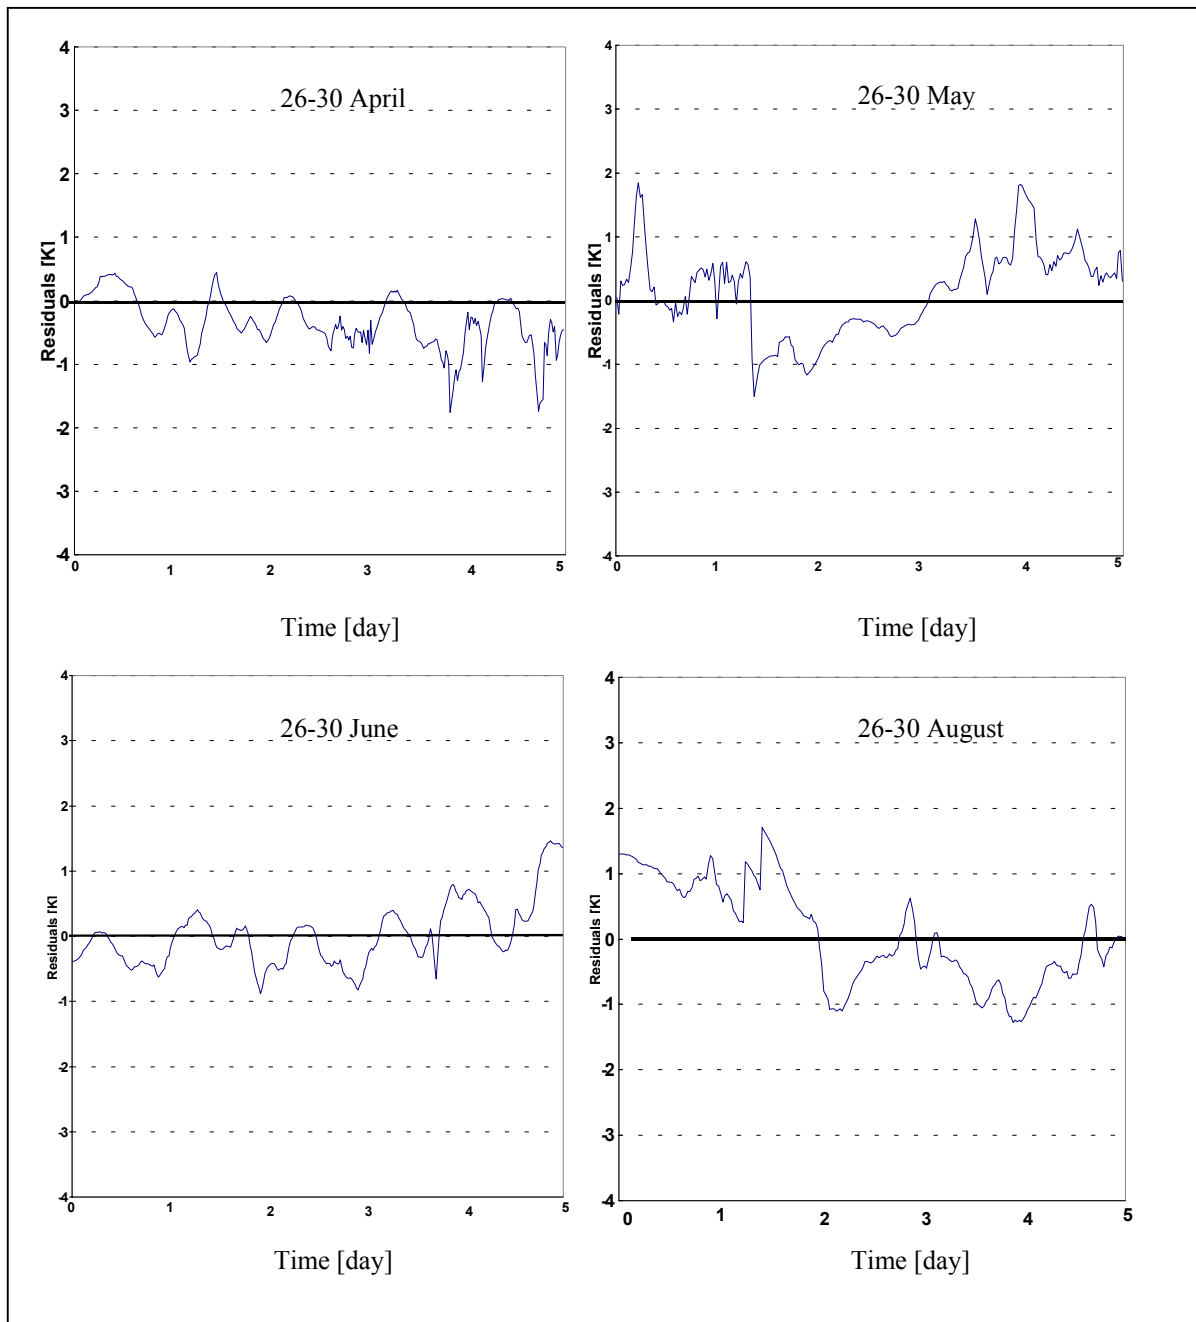 26-30 April
4
3
2
1
0
-1
-2
-3
-4
Residuals [K]
0 1 2 3 4 5
Time [day]
26-30 May
4
3
2
1
0
-1
-2
-3
-4
Residuals [K]
0 1 2 3 4 5
Time [day]
26-30 June
4
3
2
1
0
-1
-2
-3
-4
Residuals [K]
0 1 2 3 4 5
Time [day]
26-30 August
4
3
2
1
0
-1
-2
-3
-4
Residuals [K]
0 1 2 3 4 5
Time [day]